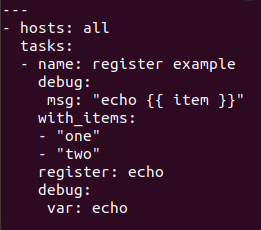 ---
- hosts: all
  tasks:
  - name: register example
    debug:
     msg: "echo {{ item }}"
    with_items:
    - "one"
    - "two"
    register: echo
    debug:
     var: echo